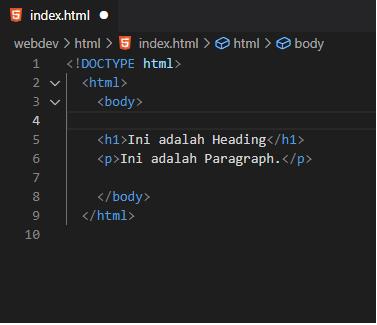 index.html
webdev > html > index.html > html > body
1 <!DOCTYPE html>
2 <html>
3 <body>
4
5 <h1>Ini adalah Heading</h1>
6 <p>Ini adalah Paragraph.</p>
7
8 </body>
9 </html>
10